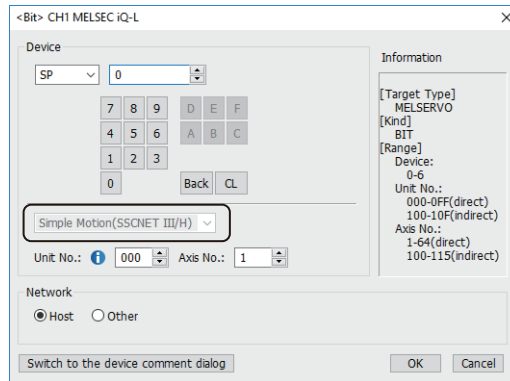 <Bit> CH1 MELSEC iQ-L
Device
SP 0
7 8 9 D E F
4 5 6 A B C
1 2 3
0 Back CL
Simple Motion(SSCNET III/H)
Unit No.: 000 Axis No.: 1
Network
Host Other
Switch to the device comment dialog
Information
[Target Type]
MELSERVO
[Kind]
BIT
[Range]
Device:
0-6
Unit No.:
000-0FF(direct)
100-10F(indirect)
Axis No.:
1-64(direct)
100-115(indirect)
OK Cancel